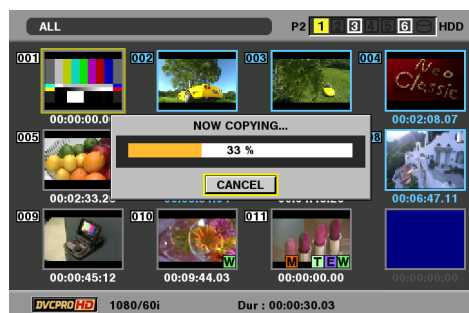 ALL P2 1 2 3 4 5 6 HDD
001 002 003 004
Neo
Classic
00:02:08.07
NOW COPYING...
33 %
CANCEL
005
00:02:33.2
00:06:47.11
009 010 011
W M T E W
00:00:45:12 00:09:44.03 00:00:00.00 00:00:00:00
DVCPRO HD 1080/60i Dur : 00:00:30.03